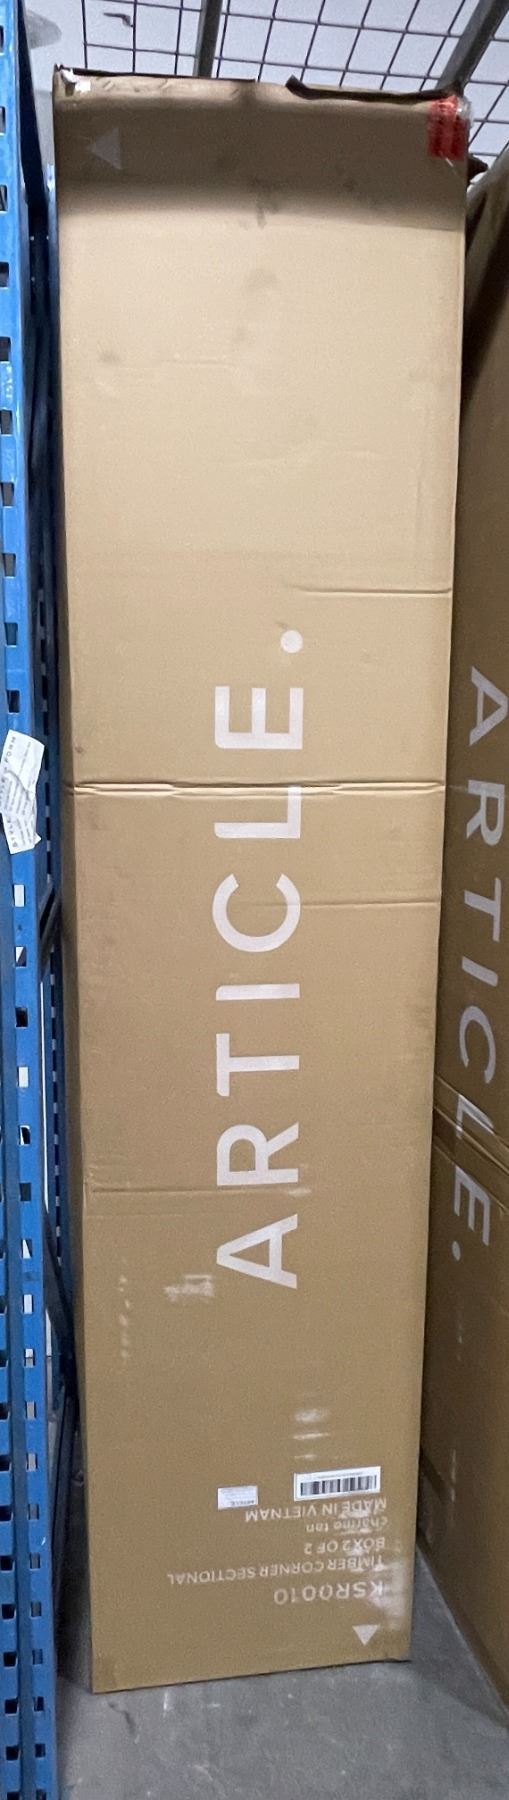 ARTICLE.
ARTICLE.
KSR0010
TIMBER CORNER SECTIONAL
BOX 2 OF 2
charme tan
MADE IN VIETNAM